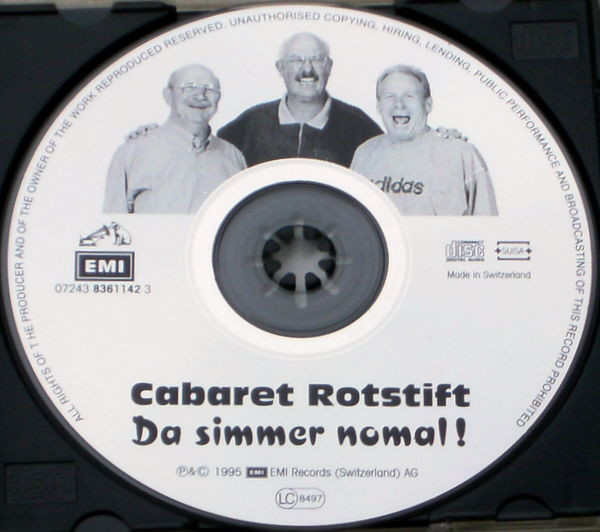 ALL RIGHTS OF THE PRODUCER AND OF THE OWNER OF THE WORK REPRODUCED RESERVED. UNAUTHORISED COPYING, HIRING, LENDING, PUBLIC PERFORMANCE AND BROADCASTING OF THIS RECORD PROHIBITED
adidas
EMI
07243 8361142 3
COMPACT
disc
DIGITAL AUDIO
SUISA
Made in Switzerland
Cabaret Rotstift
Da simmer nomal!
℗&© 1995 EMI EMI Records (Switzerland) AG
LC 8497